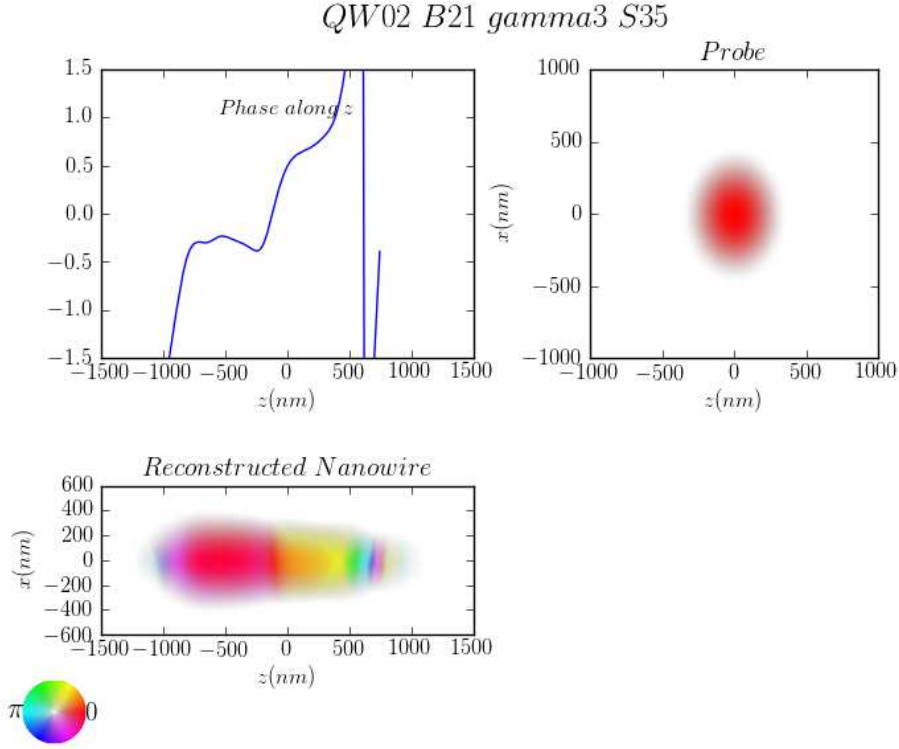 QW02 B21 gamma3 S35
Phase along z
1.5
1.0
0.5
0.0
−0.5
−1.0
−1.5
−1500 −1000 −500 0 500 1000 1500
z(nm)
Probe
1000
500
0
−500
−1000
x(nm)
−1000 −500 0 500 1000
z(nm)
Reconstructed Nanowire
600
400
200
0
−200
−400
−600
x(nm)
−1500 −1000 −500 0 500 1000 1500
z(nm)
π 0